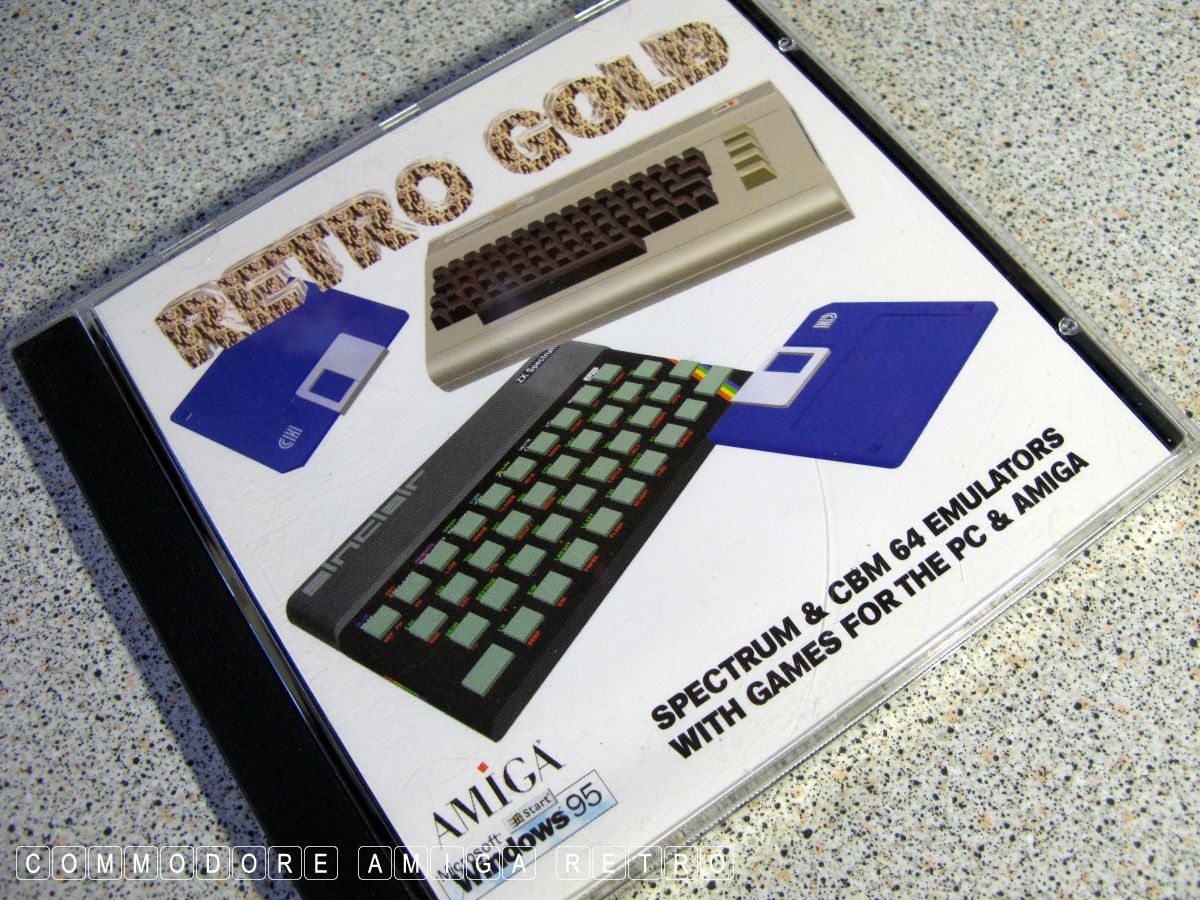 RETRO GOLD
ZX Spectrum
sinclair
SPECTRUM & CBM 64 EMULATORS
WITH GAMES FOR THE PC & AMIGA
AMIGA
Start
Microsoft
Windows 95
COMMODORE AMIGA RETRO